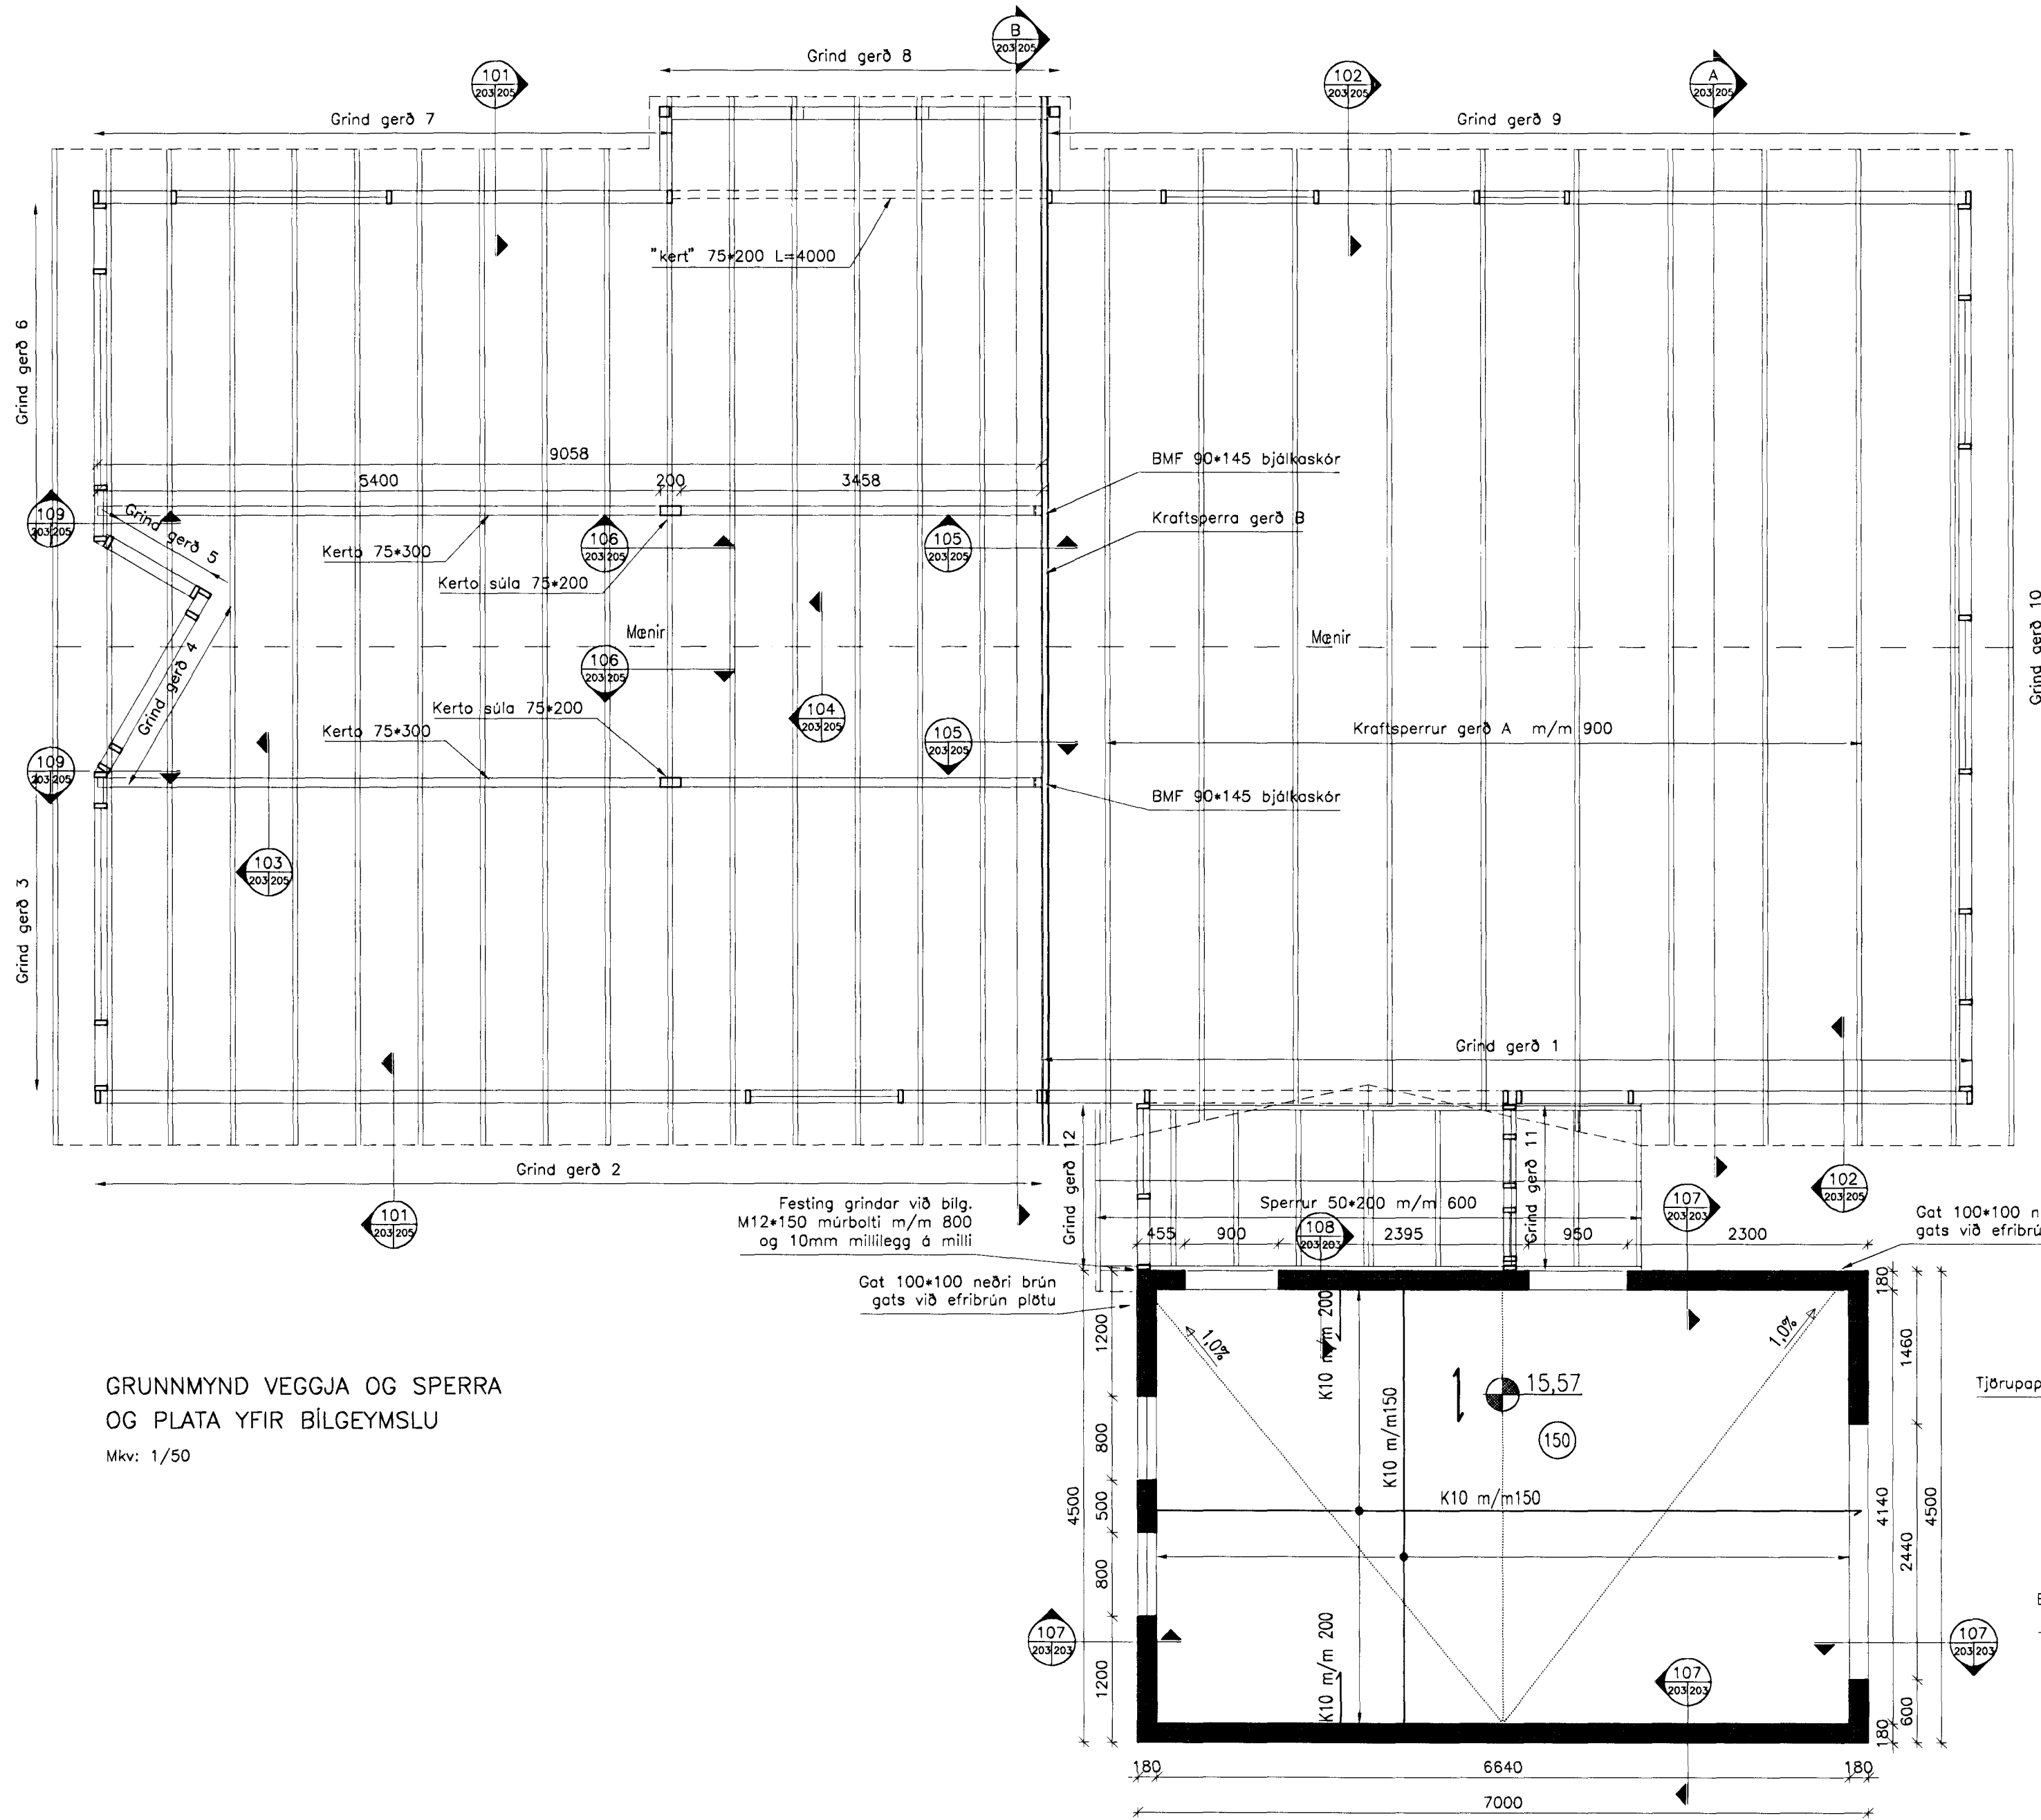 B
203 205
Grind gerð 8
101
203 205
102
203 205
A
203 205
Grind gerð 7
Grind gerð 9
"kert" 75*200 L=4000
Grind gerð 6
9058
5400
200
3458
BMF 90*145 bjálkaskór
109
203 205
Grind gerð 5
Kerto 75*300
106
203 205
105
203 205
Kraftsperra gerð B
Kerto súla 75*200
Grind gerð 10
Mænir
Mænir
Grind gerð 4
106
203 205
Kerto súla 75*200
104
203 205
Kerto 75*300
105
203 205
Kraftsperrur gerð A m/m 900
109
203 205
BMF 90*145 bjálkaskór
103
203 205
Grind gerð 3
Grind gerð 1
Grind gerð 2
Grind gerð 12
Grind gerð 11
101
203 205
102
203 205
107
203 203
Festing grindar við bílg.
M12*150 múrbolti m/m 800
og 10mm millilegg á milli
Sperrur 50*200 m/m 600
108
203 203
455
900
2395
950
2300
Gat 100*100 n
gats við efribrú
Gat 100*100 neðri brún
gats við efribrún plötu
180
1200
K10 m/m 200
1,0%
1,0%
1460
GRUNNMYND VEGGJA OG SPERRA
OG PLATA YFIR BÍLGEYMSLU
Mkv: 1/50
15,57
150
K10 m/m150
Tjörupap
800
K10 m/m150
4500
500
4140
4500
800
2440
107
203 203
107
203 203
107
203 203
1200
K10 m/m 200
600
180
180
6640
180
7000